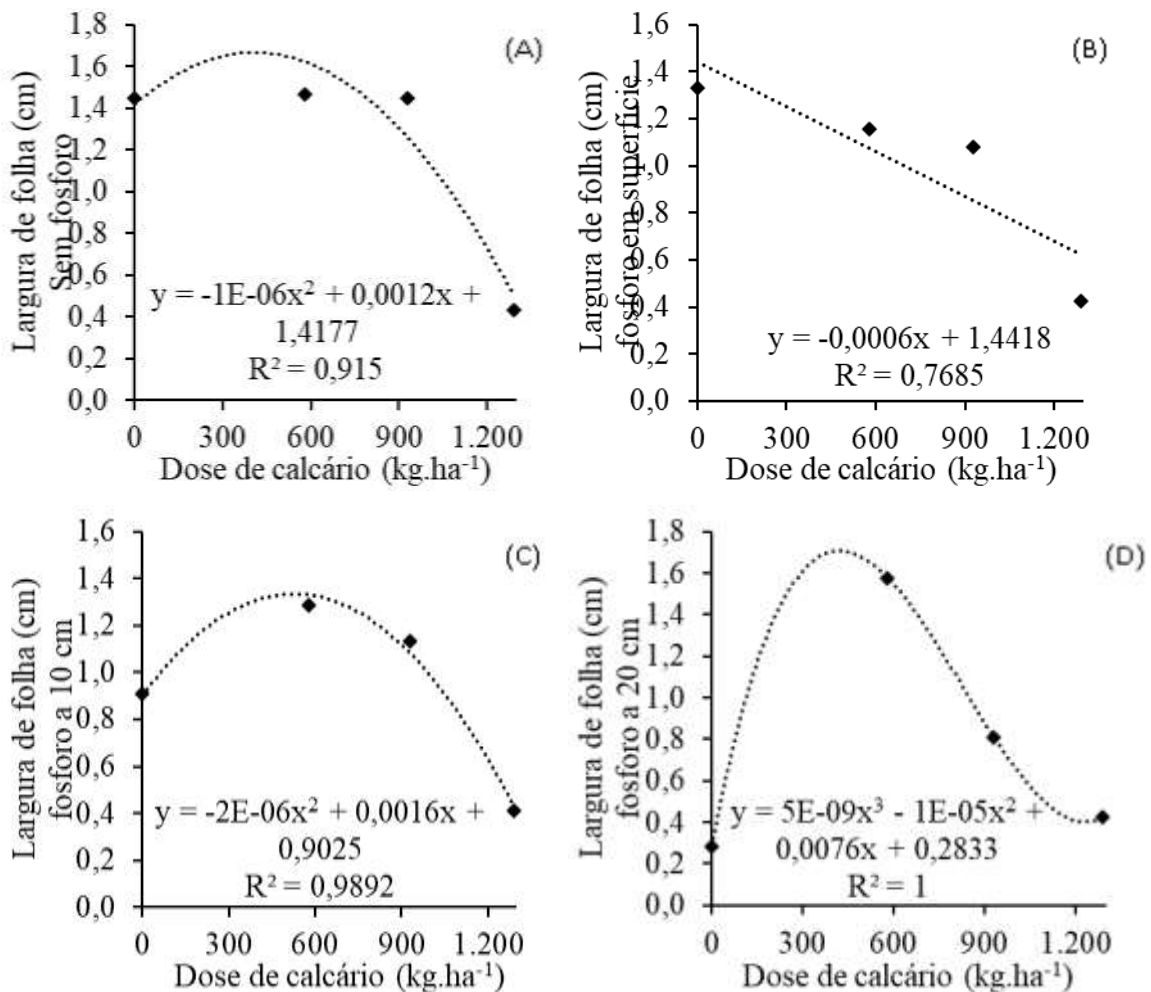 (A)
Largura de folha (cm)
Sem fosforo
1,8
1,6
1,4
1,2
1,0
0,8
0,6
0,4
0,2
0,0
y = -1E-06x² + 0,0012x +
1,4177
R² = 0,915
0 300 600 900 1.200
Dose de calcário (kg.ha⁻¹)
(B)
Largura de folha (cm)
fosforo em superfície
1,6
1,4
1,2
1,0
0,8
0,6
0,4
0,2
0,0
y = -0,0006x + 1,4418
R² = 0,7685
0 300 600 900 1.200
Dose de calcário (kg.ha⁻¹)
(C)
Largura de folha (cm)
fosforo a 10 cm
1,6
1,4
1,2
1,0
0,8
0,6
0,4
0,2
0,0
y = -2E-06x² + 0,0016x +
0,9025
R² = 0,9892
0 300 600 900 1.200
Dose de calcário (kg.ha⁻¹)
(D)
Largura de folha (cm)
fosforo a 20 cm
1,8
1,6
1,4
1,2
1,0
0,8
0,6
0,4
0,2
0,0
y = 5E-09x³ - 1E-05x² +
0,0076x + 0,2833
R² = 1
0 300 600 900 1.200
Dose de calcário (kg.ha⁻¹)